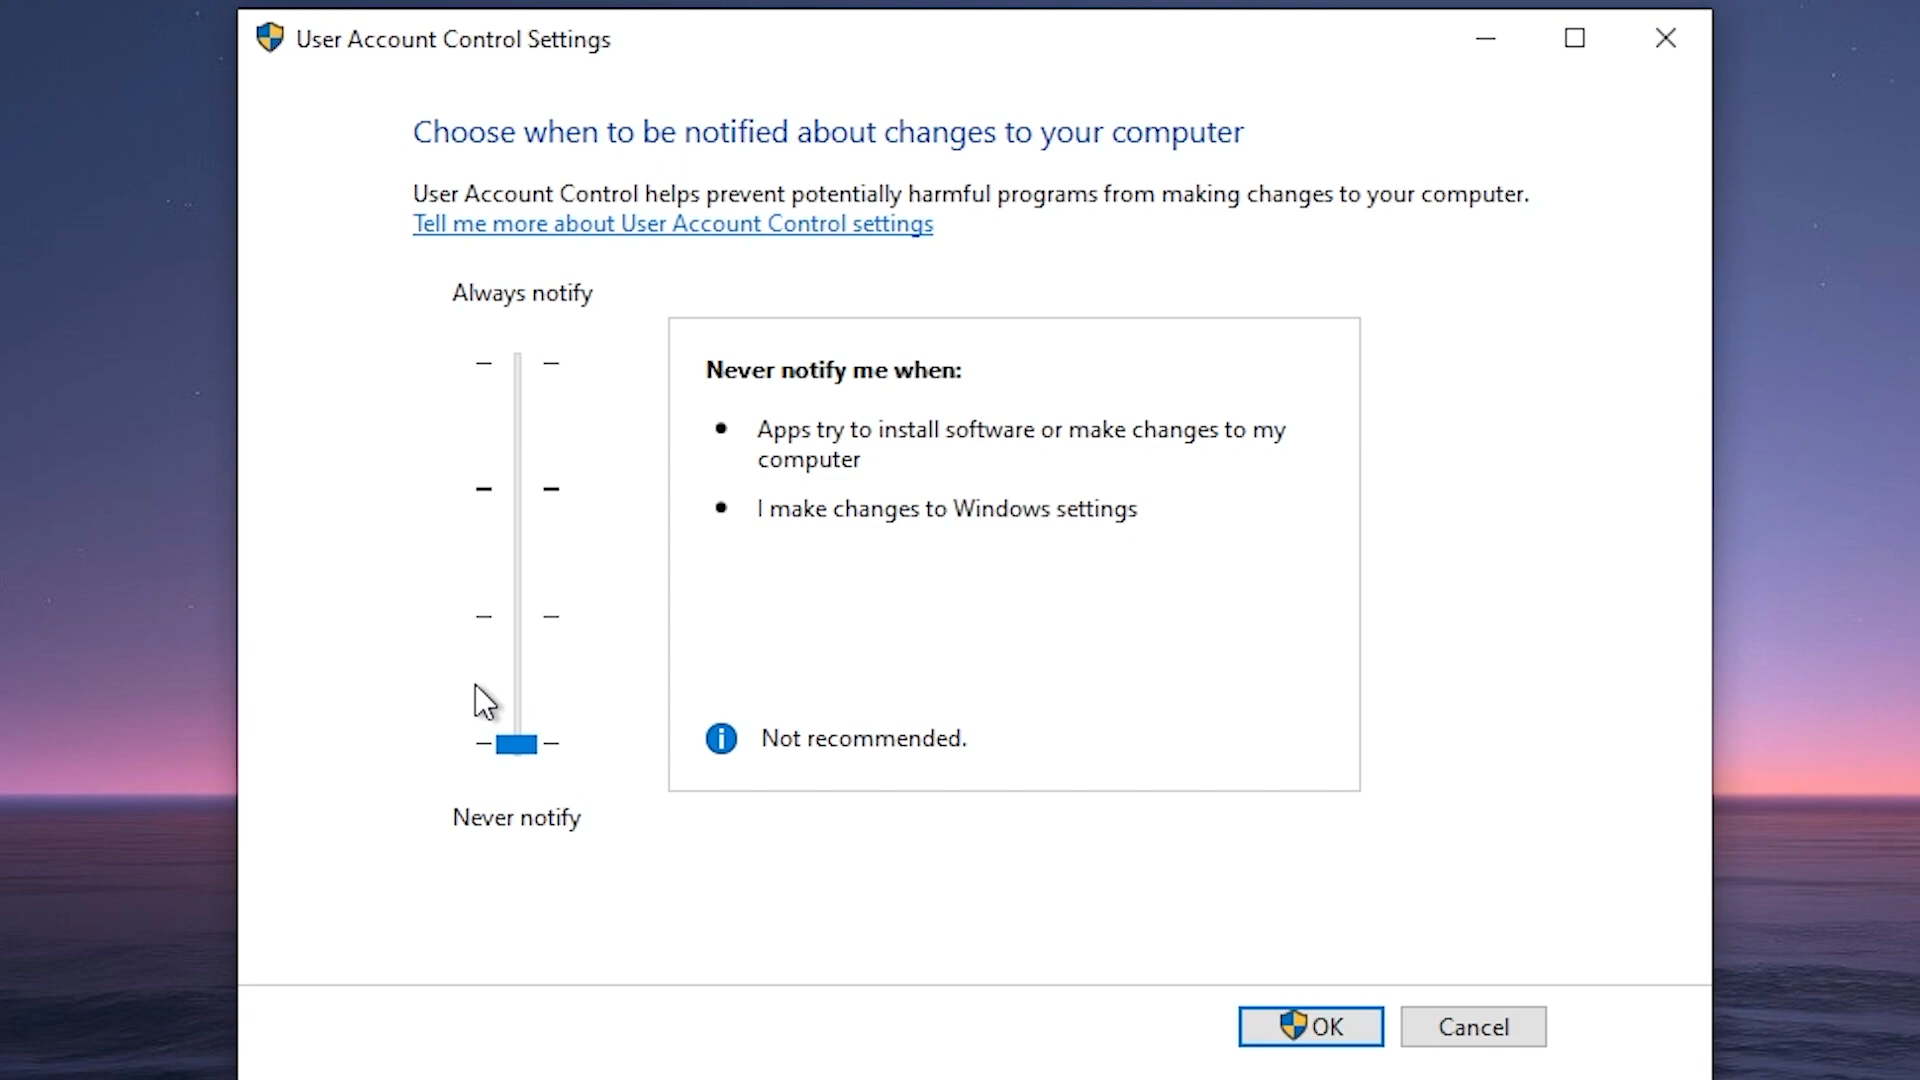 User Account Control Settings
Choose when to be notified about changes to your computer
User Account Control helps prevent potentially harmful programs from making changes to your computer.
Tell me more about User Account Control settings
Always notify
Never notify me when:
Apps try to install software or make changes to my
computer
I make changes to Windows settings
Not recommended.
Never notify
OK
Cancel